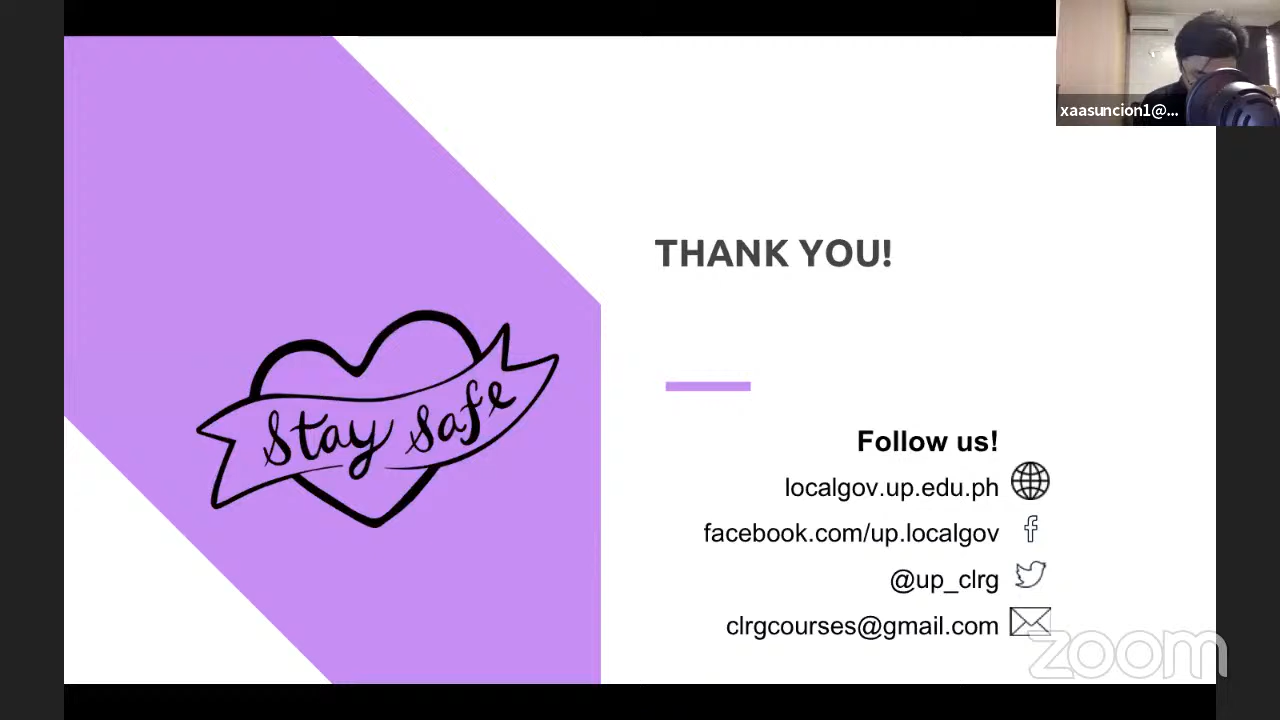 xaasuncion1@...
THANK YOU!
Stay Safe
Follow us!
localgov.up.edu.ph
facebook.com/up.localgov
@up_clrg
clrgcourses@gmail.com
zoom